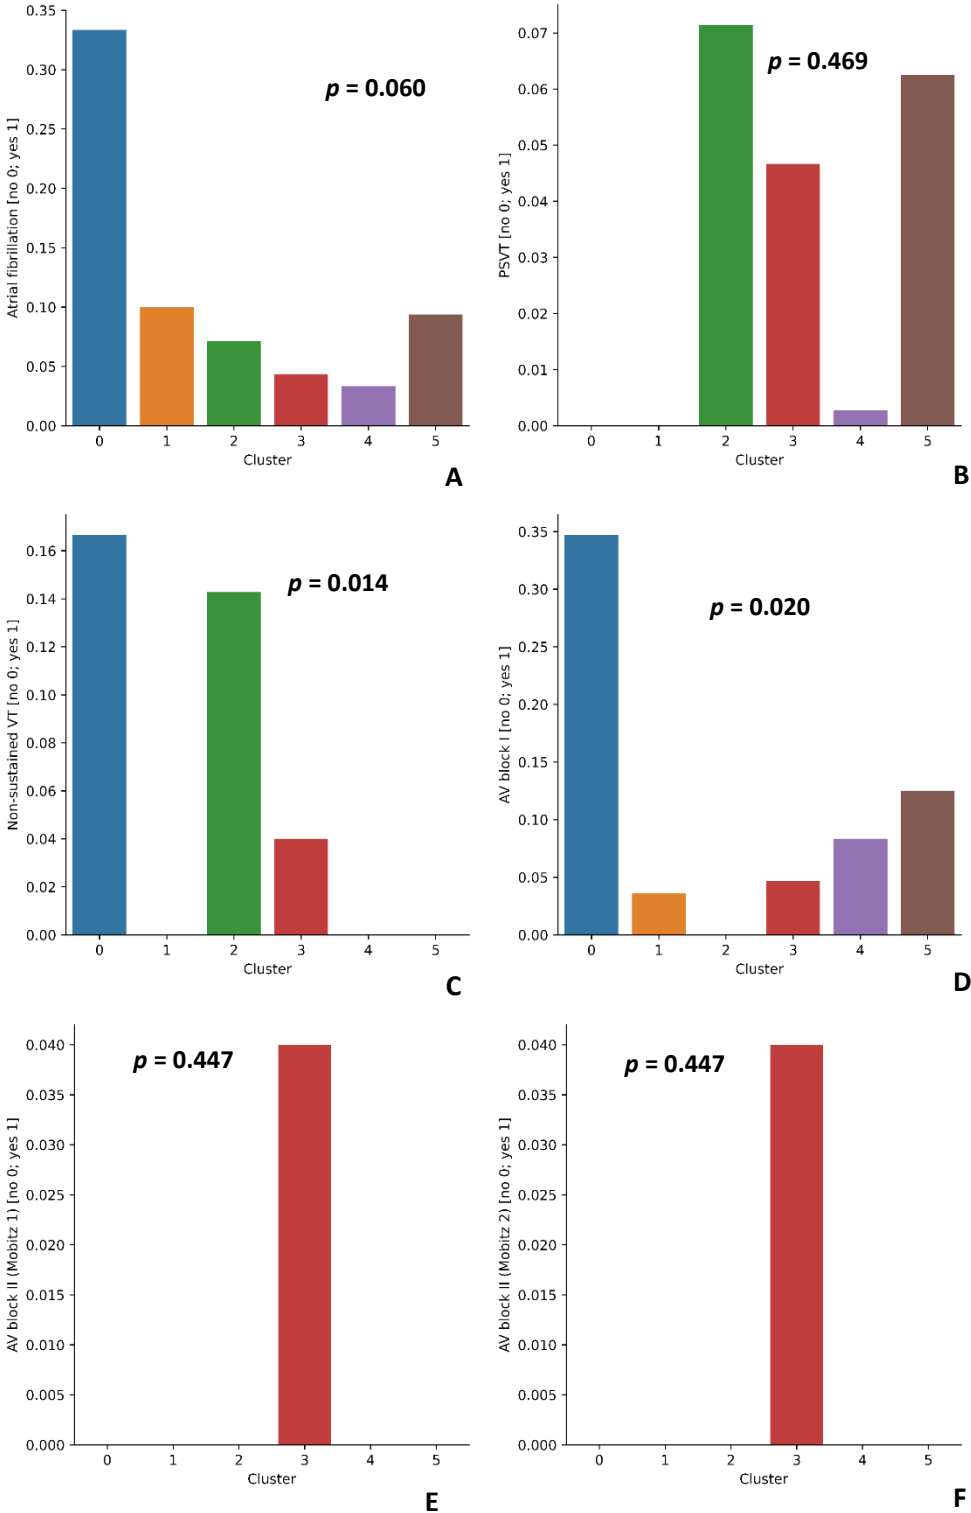 Atrial fibrillation [no 0; yes 1]
0.35
0.30
0.25
0.20
0.15
0.10
0.05
0.00
p = 0.060
0 1 2 3 4 5
Cluster
A
PSVT [no 0; yes 1]
0.07
0.06
0.05
0.04
0.03
0.02
0.01
0.00
p = 0.469
0 1 2 3 4 5
Cluster
B
Non-sustained VT [no 0; yes 1]
0.16
0.14
0.12
0.10
0.08
0.06
0.04
0.02
0.00
p = 0.014
0 1 2 3 4 5
Cluster
C
AV block I [no 0; yes 1]
0.35
0.30
0.25
0.20
0.15
0.10
0.05
0.00
p = 0.020
0 1 2 3 4 5
Cluster
D
AV block II (Mobitz 1) [no 0; yes 1]
0.040
0.035
0.030
0.025
0.020
0.015
0.010
0.005
0.000
p = 0.447
0 1 2 3 4 5
Cluster
E
AV block II (Mobitz 2) [no 0; yes 1]
0.040
0.035
0.030
0.025
0.020
0.015
0.010
0.005
0.000
p = 0.447
0 1 2 3 4 5
Cluster
F